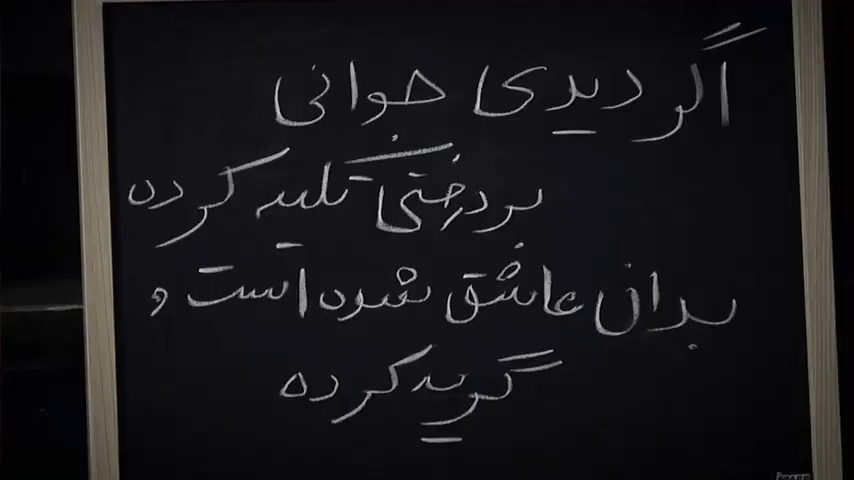 اگر دیدی جوانی
بر درختی تکیه کرده
بدان عاشق شده است و
گریه کرده